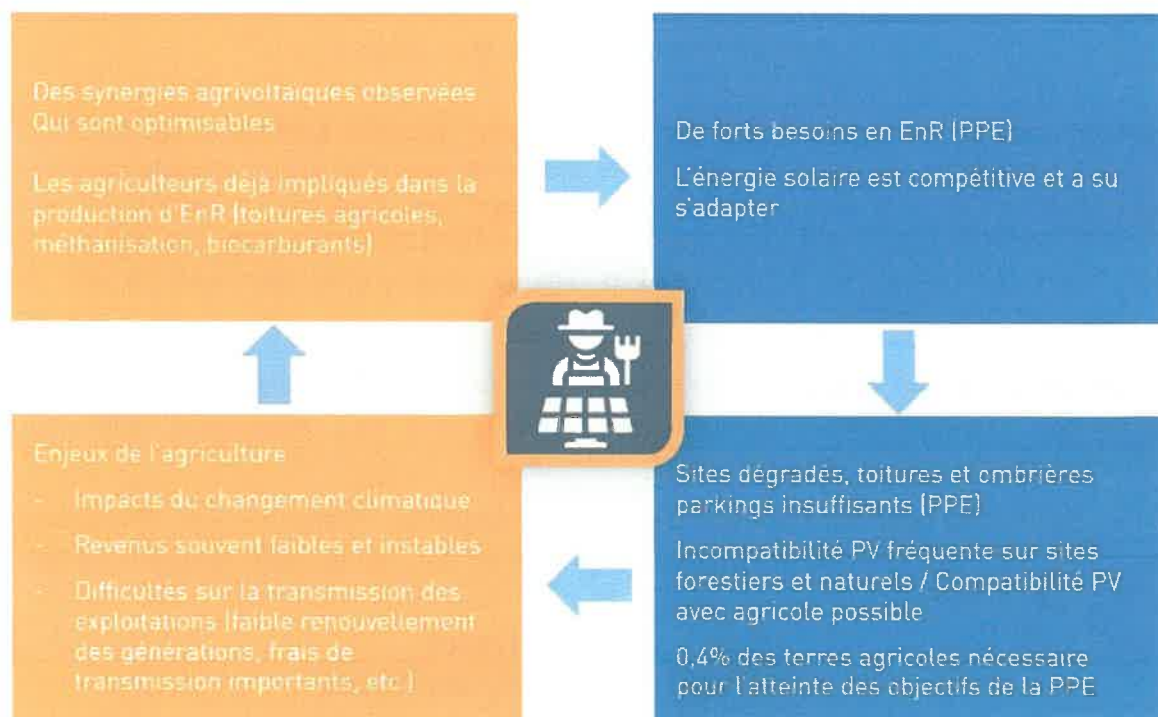 Des synergies agrivoltaïques observées
Qui sont optimisables
Les agriculteurs déjà impliqués dans la
production d'EnR (toitures agricoles,
méthanisation, biocarburants)
De forts besoins en EnR (PPE)
L'énergie solaire est compétitive et a su
s'adapter
Enjeux de l'agriculture
- Impacts du changement climatique
- Revenus souvent faibles et instables
- Difficultés sur la transmission des
exploitations (faible renouvellement
des générations, frais de
transmission importants, etc.)
Sites dégradés, toitures et ombrières
parkings insuffisants (PPE)
Incompatibilité PV fréquente sur sites
forestiers et naturels / Compatibilité PV
avec agricole possible
0,4% des terres agricoles nécessaire
pour l'atteinte des objectifs de la PPE